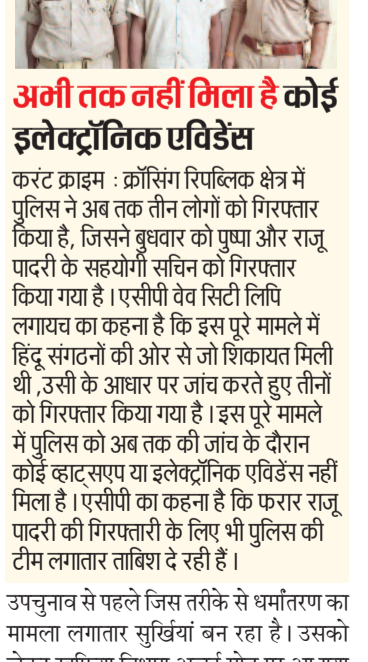 अभी तक नहीं मिला है कोई
इलेक्ट्रॉनिक एविडेंस
करंट क्राइम : क्रॉसिंग रिपब्लिक क्षेत्र में
पुलिस ने अब तक तीन लोगों को गिरफ्तार
किया है, जिसने बुधवार को पुष्पा और राजू
पादरी के सहयोगी सचिन को गिरफ्तार
किया गया है। एसीपी वेव सिटी लिपि
लगायच का कहना है कि इस पूरे मामले में
हिंदू संगठनों की ओर से जो शिकायत मिली
थी ,उसी के आधार पर जांच करते हुए तीनों
को गिरफ्तार किया गया है। इस पूरे मामले
में पुलिस को अब तक की जांच के दौरान
कोई व्हाट्सएप या इलेक्ट्रॉनिक एविडेंस नहीं
मिला है। एसीपी का कहना है कि फरार राजू
पादरी की गिरफ्तारी के लिए भी पुलिस की
टीम लगातार ताबिश दे रही हैं।
उपचुनाव से पहले जिस तरीके से धर्मांतरण का
मामला लगातार सुर्खियां बन रहा है। उसको